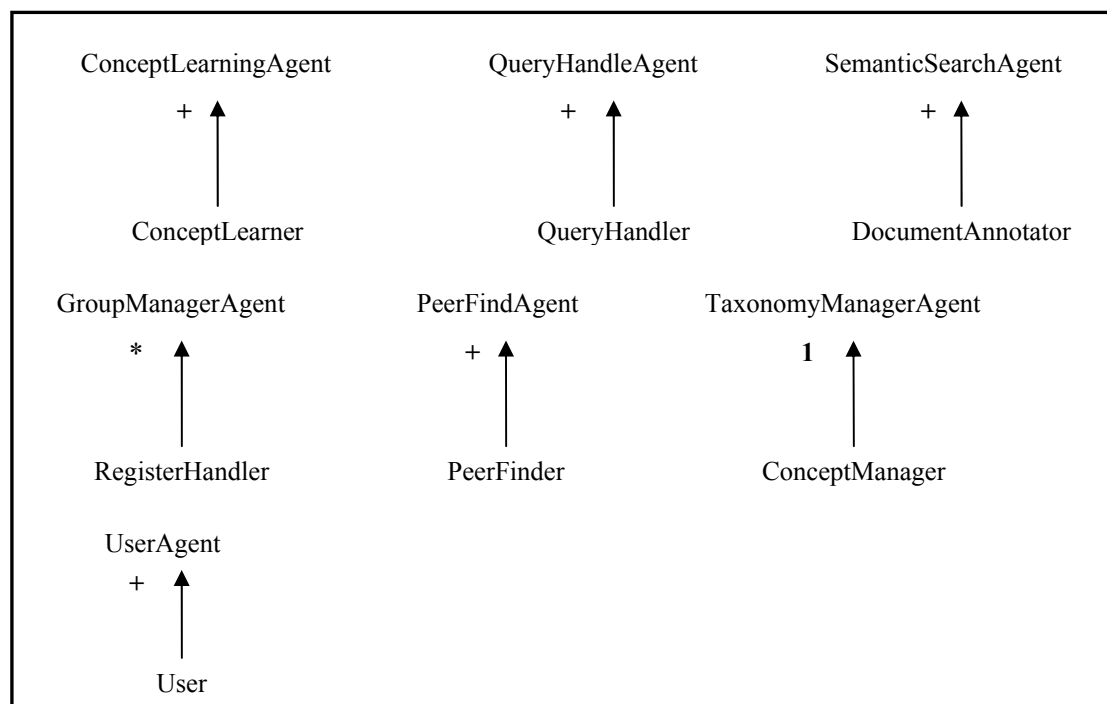 ConceptLearningAgent QueryHandleAgent SemanticSearchAgent
+ + +
ConceptLearner QueryHandler DocumentAnnotator
GroupManagerAgent PeerFindAgent TaxonomyManagerAgent
* + 1
RegisterHandler PeerFinder ConceptManager
UserAgent
+
User